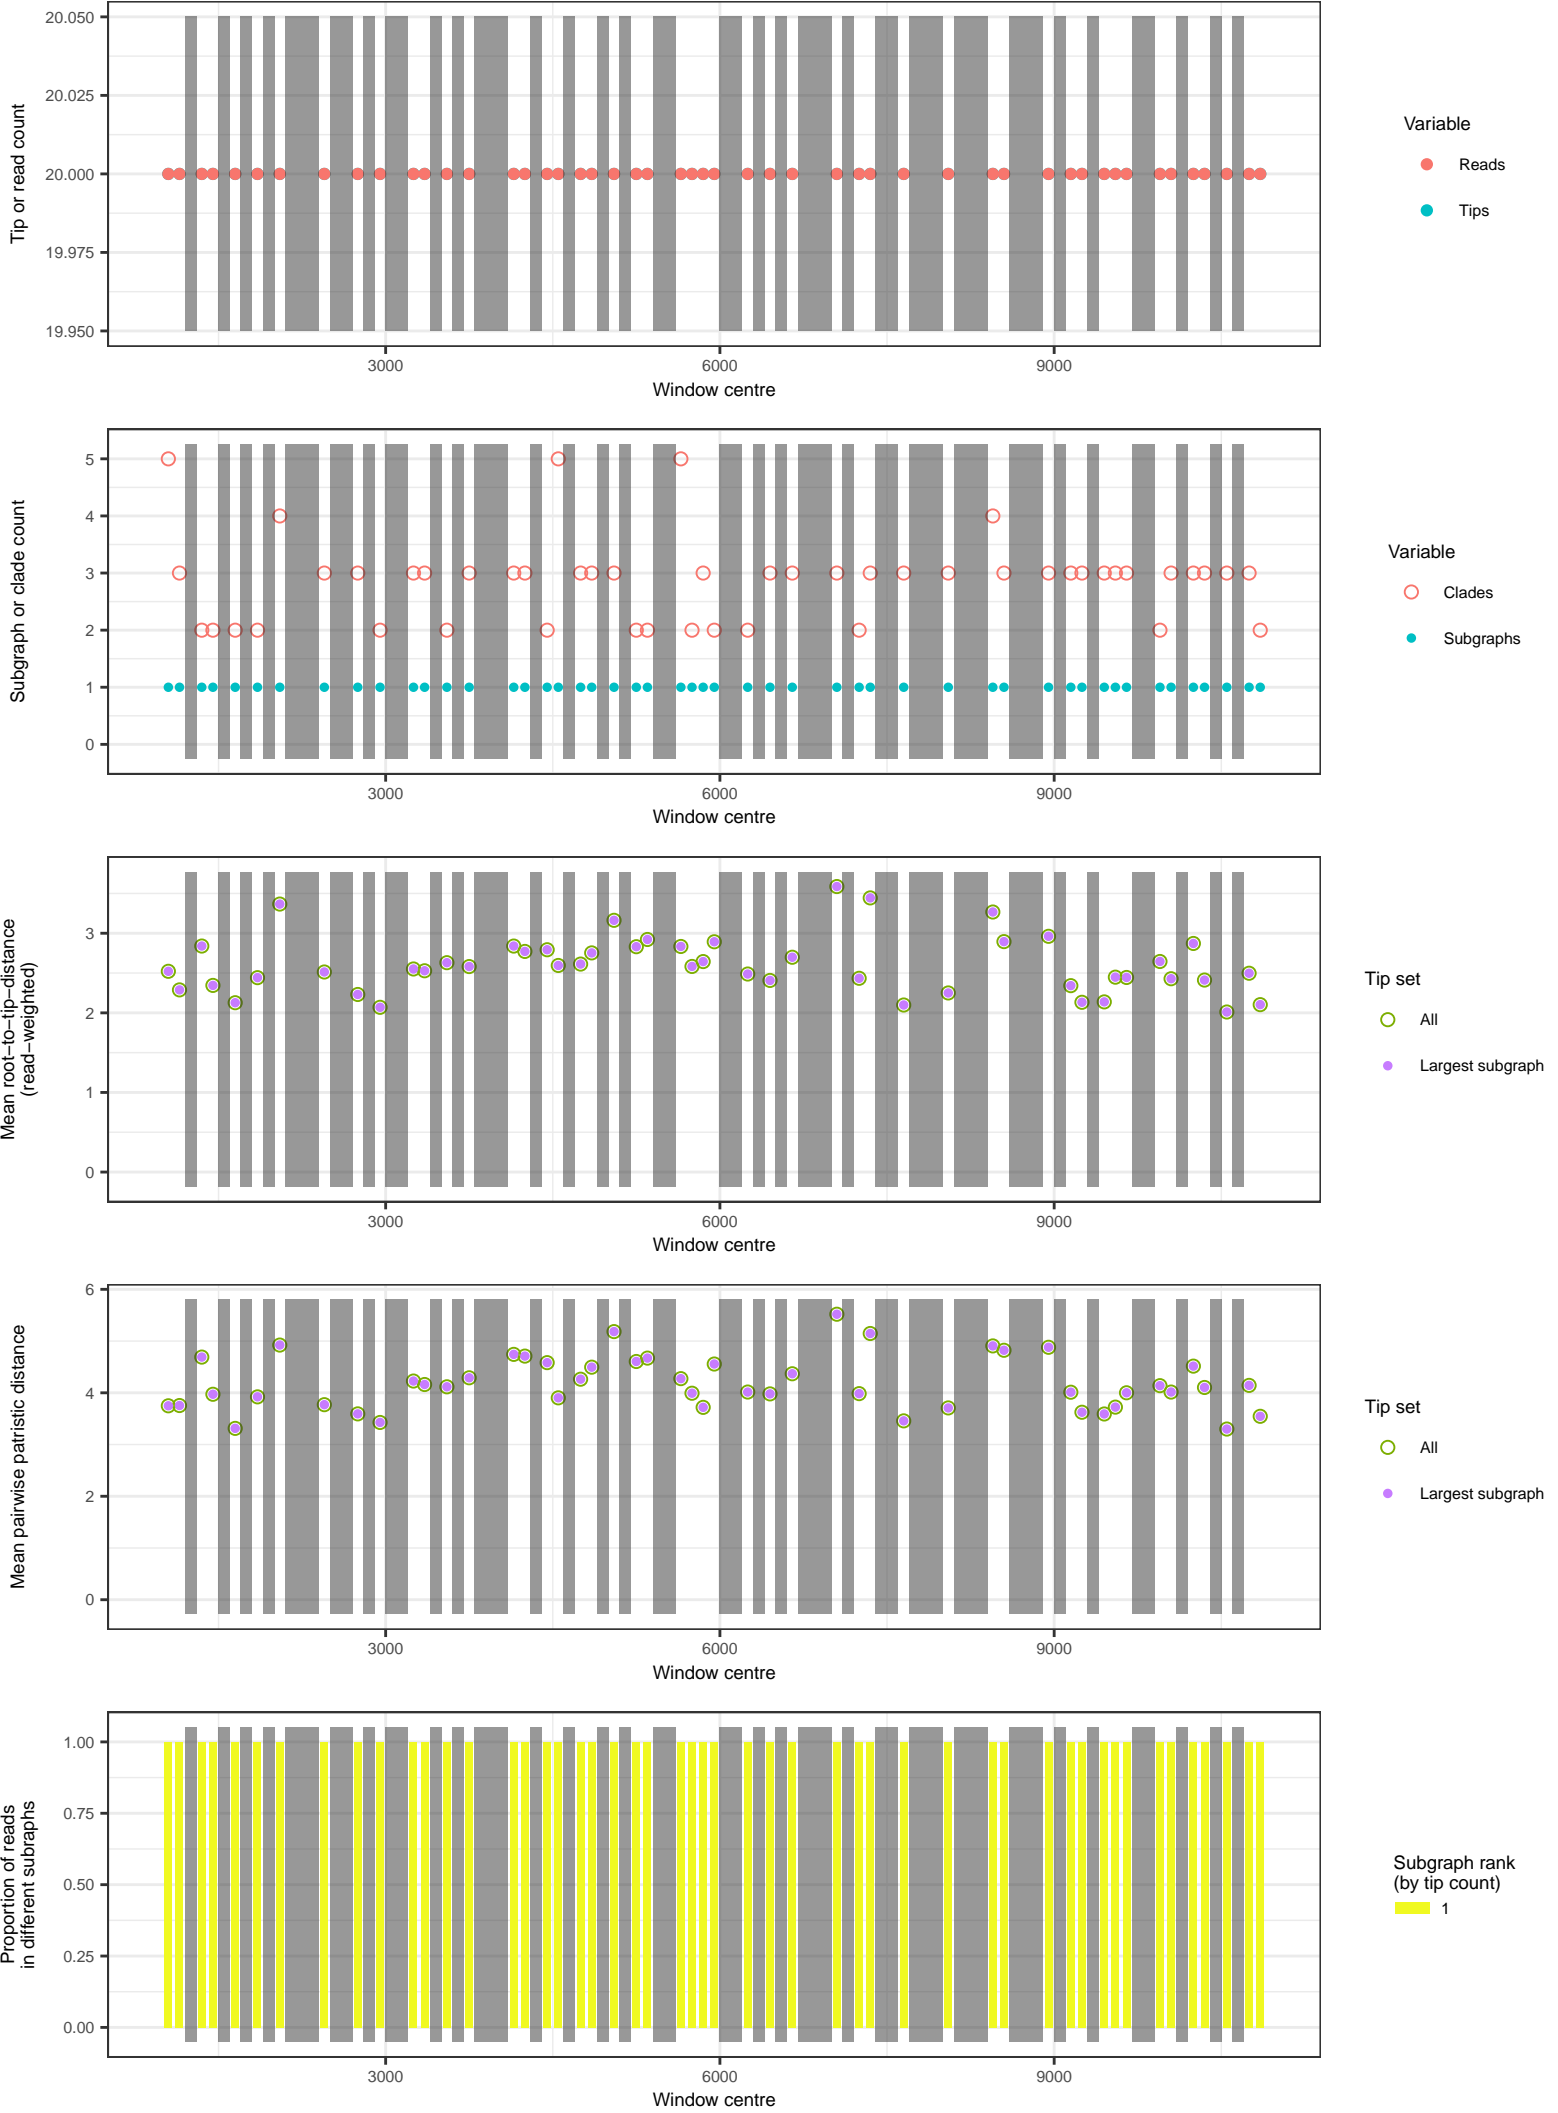 20.050
20.025
20.000
19.975
19.950
Tip or read count
3000
6000
9000
Window centre
Variable
Reads
Tips
5
4
3
2
1
0
Subgraph or clade count
3000
6000
9000
Window centre
Variable
Clades
Subgraphs
3
2
1
0
Mean root−to−tip−distance
(read−weighted)
3000
6000
9000
Window centre
Tip set
All
Largest subgraph
6
4
2
0
Mean pairwise patristic distance
3000
6000
9000
Window centre
Tip set
All
Largest subgraph
1.00
0.75
0.50
0.25
0.00
Proportion of reads
in different subraphs
3000
6000
9000
Window centre
Subgraph rank
(by tip count)
1